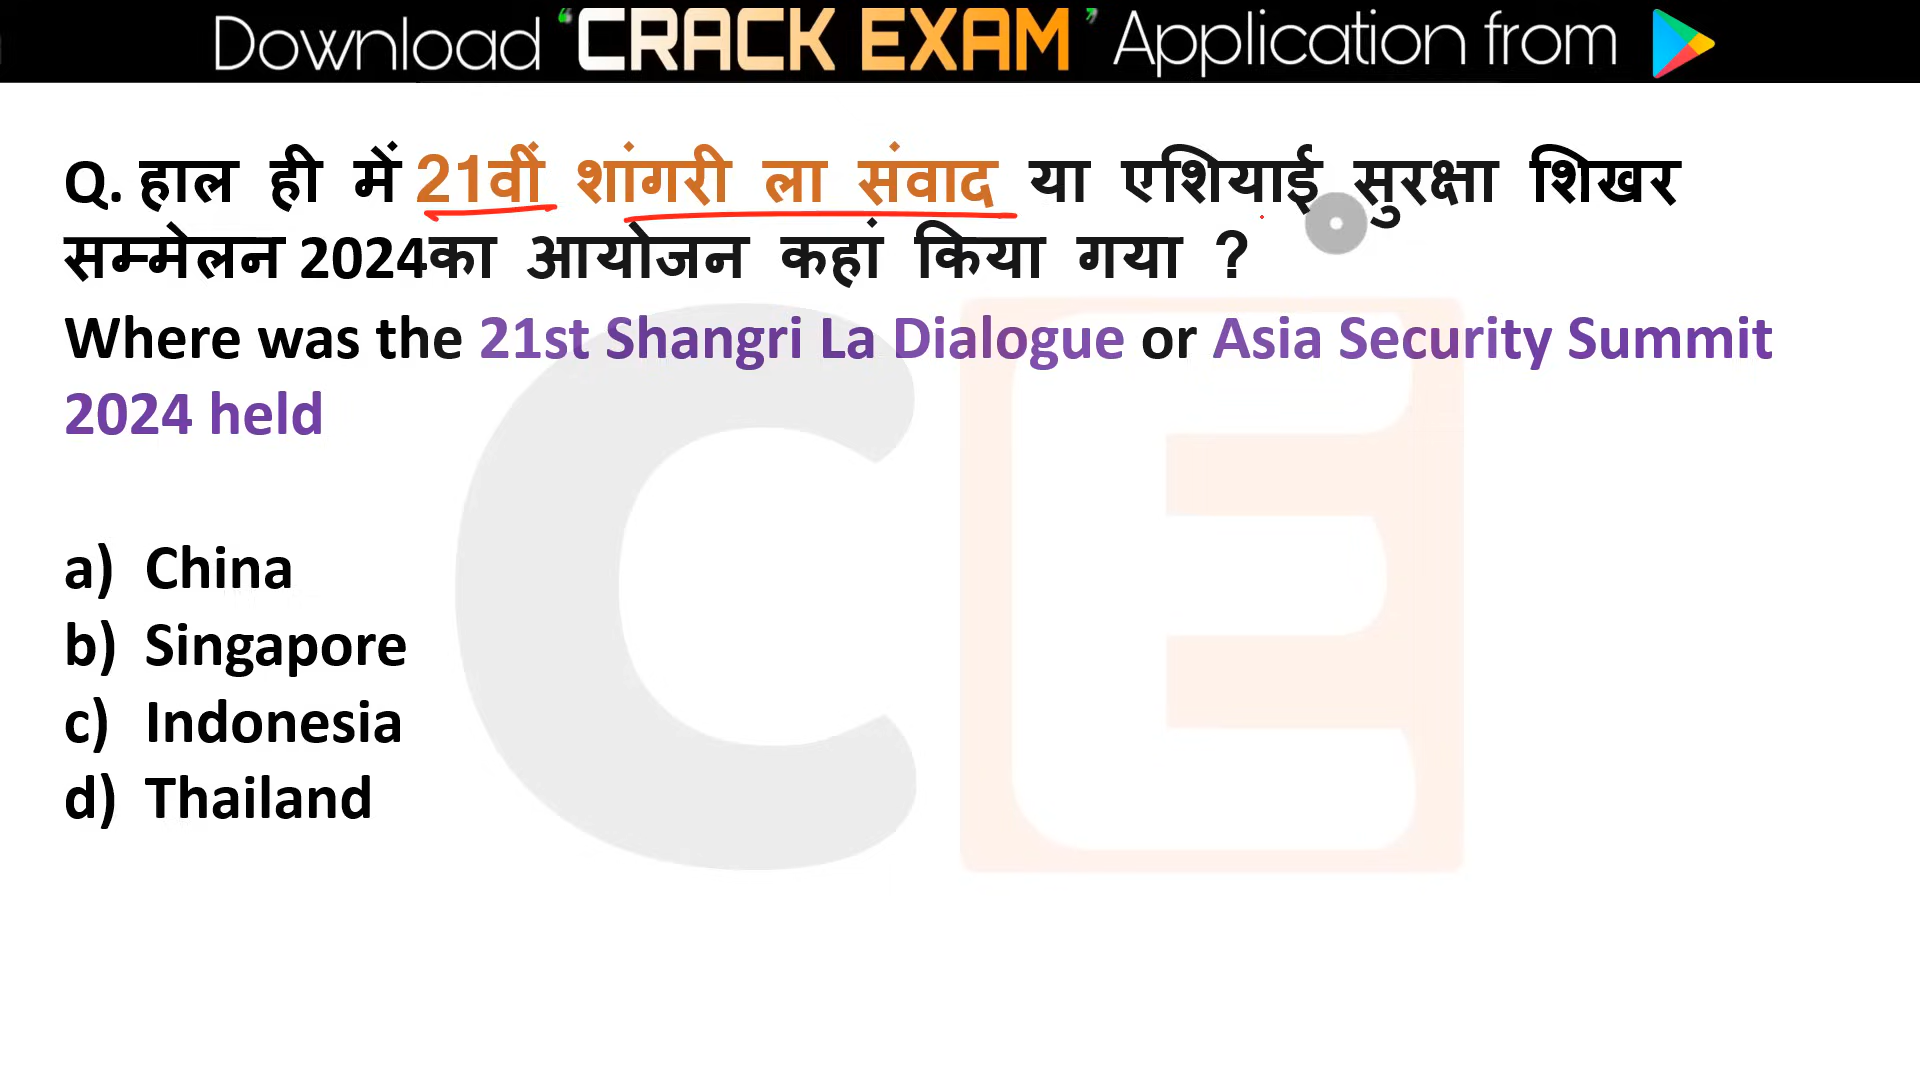 Download ‘CRACK EXAM’ Application from
Q. हाल ही में 21वीं शांगरी ला संवाद या एशियाई सुरक्षा शिखर
सम्मेलन 2024का आयोजन कहां किया गया ?
Where was the 21st Shangri La Dialogue or Asia Security Summit
2024 held
a) China
b) Singapore
c) Indonesia
d) Thailand
CE